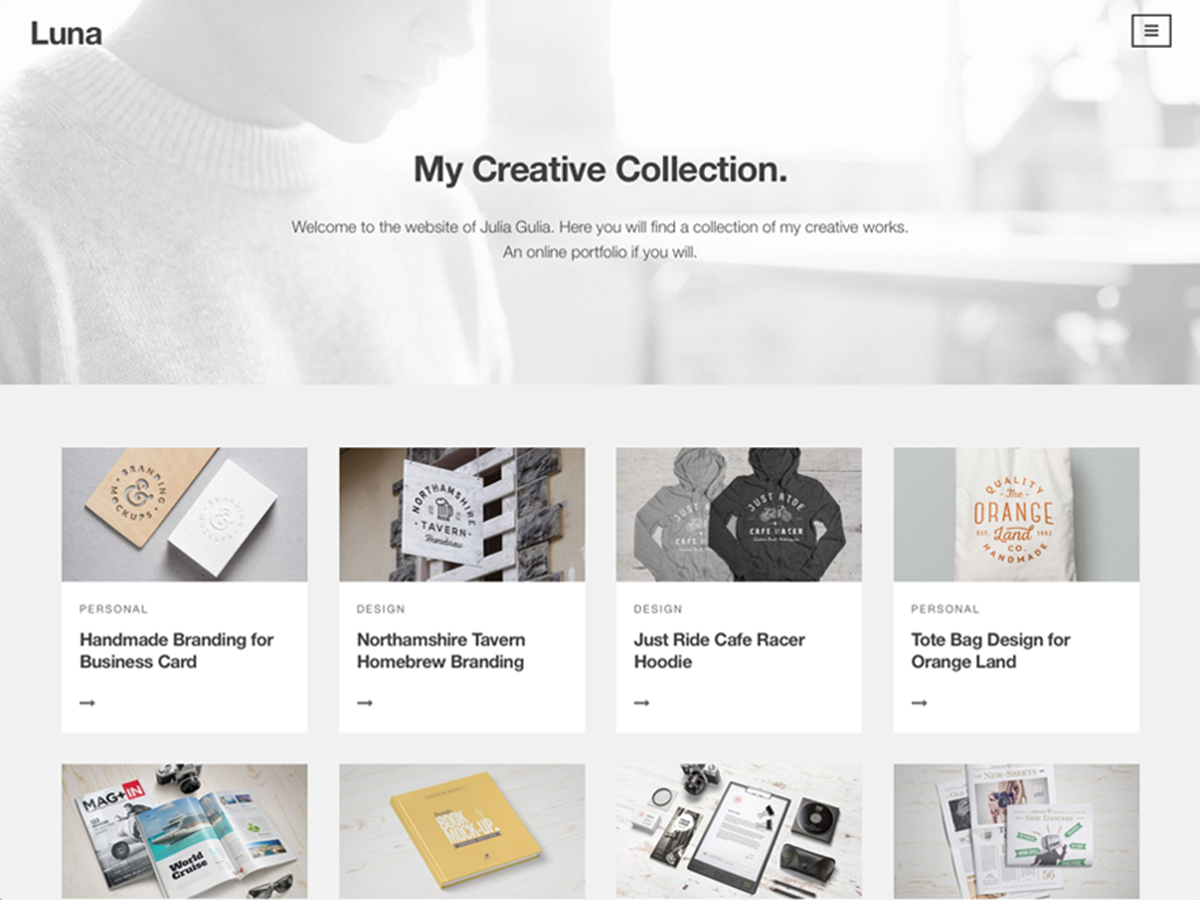 Luna
My Creative Collection.
Welcome to the website of Julia Gulia. Here you will find a collection of my creative works.
An online portfolio if you will.
BRANDING
&
MOCKUPS
NORTHAMSHIRE
TAVERN
Homebrew
JUST RIDE
CAFE RACER
QUALITY
The
ORANGE
EST. Land 1982
CO.
HANDMADE
PERSONAL
Handmade Branding for
Business Card
DESIGN
Northamshire Tavern
Homebrew Branding
DESIGN
Just Ride Cafe Racer
Hoodie
PERSONAL
Tote Bag Design for
Orange Land
MAG+IN
World
Cruise
BOOK
MOCK-UP
NEW-SHEETS
NEW DANCERS
56